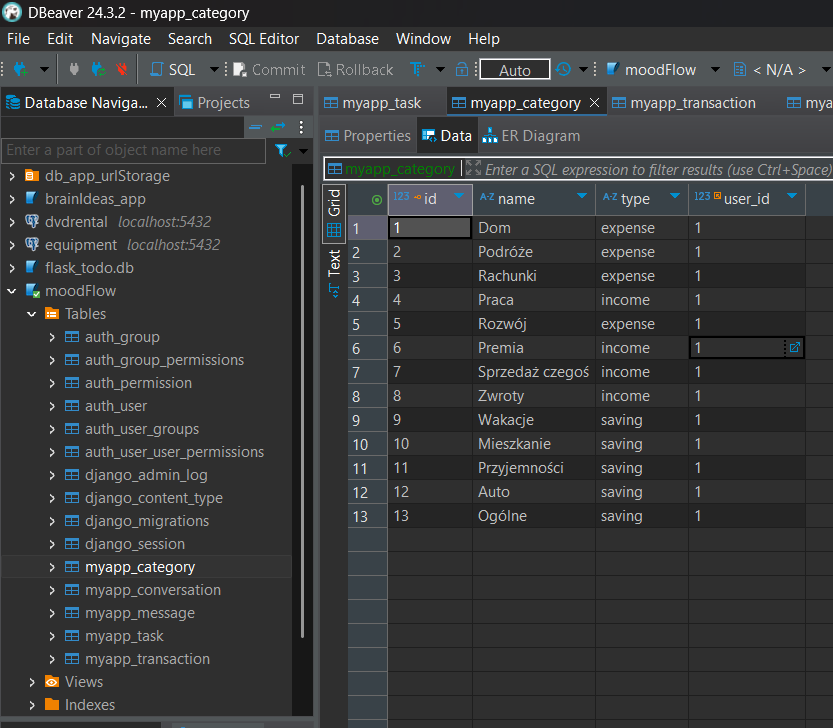 DBeaver 24.3.2 - myapp_category
File Edit Navigate Search SQL Editor Database Window Help
SQL Commit Rollback Auto moodFlow < N/A >
Database Naviga... Projects
Enter a part of object name here
db_app_urlStorage
brainIdeas_app
dvdrental localhost:5432
equipment localhost:5432
flask_todo.db
moodFlow
Tables
auth_group
auth_group_permissions
auth_permission
auth_user
auth_user_groups
auth_user_user_permissions
django_admin_log
django_content_type
django_migrations
django_session
myapp_category
myapp_conversation
myapp_message
myapp_task
myapp_transaction
Views
Indexes
myapp_task myapp_category myapp_transaction mya
Properties Data ER Diagram
myapp_category Enter a SQL expression to filter results (use Ctrl+Space)
Grid
Text
123 id A-Z name A-Z type 123 user_id
1 1 Dom expense 1
2 2 Podróże expense 1
3 3 Rachunki expense 1
4 4 Praca income 1
5 5 Rozwój expense 1
6 6 Premia income 1
7 7 Sprzedaż czegoś income 1
8 8 Zwroty income 1
9 9 Wakacje saving 1
10 10 Mieszkanie saving 1
11 11 Przyjemności saving 1
12 12 Auto saving 1
13 13 Ogólne saving 1